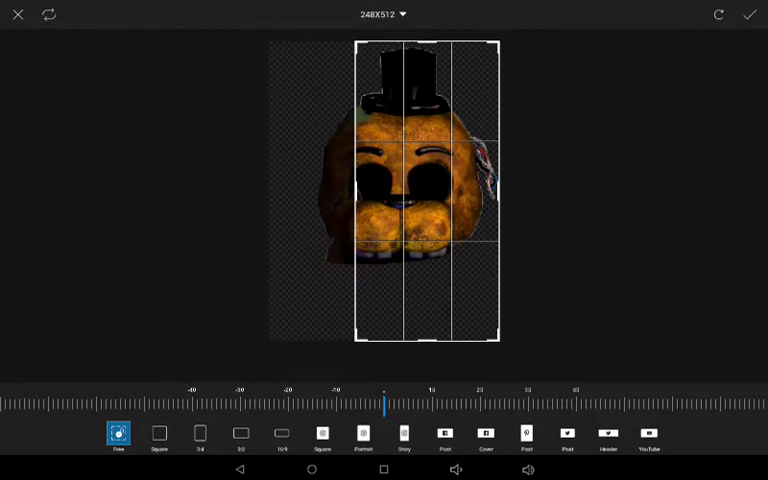 248X512
-40 -30 -20 -10 0 10 20 30 40
Free Square 3:4 3:2 16:9 Square Portrait Story Post Cover Post Post Header YouTube